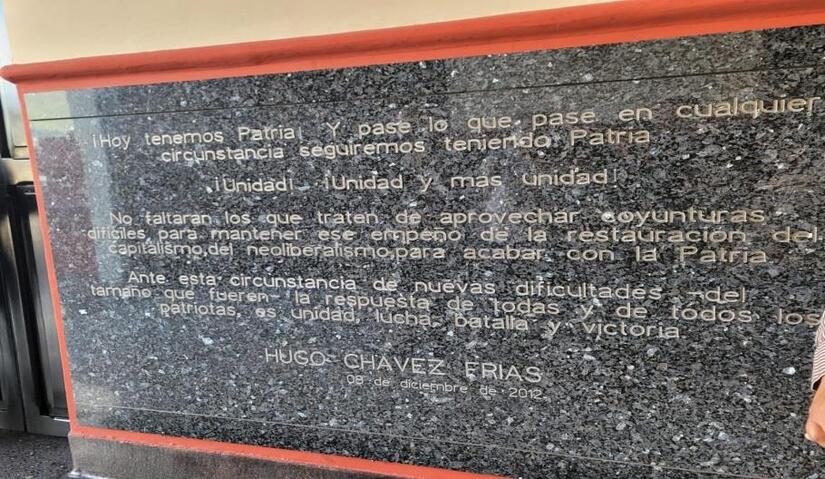 ¡Hoy tenemos Patria! Y pase lo que pase en cualquier
circunstancia seguiremos teniendo Patria
¡Unidad! ¡Unidad y mas unidad!
No faltaran los que traten de aprovechar coyunturas
dificiles para mantener ese empeño de la restauración del
capitalismo,del neoliberalismo,para acabar con la Patria
Ante esta circunstancia de nuevas dificultades -del
tamaño que fueren- la respuesta de todas y de todos los
patriotas, es unidad, lucha, batalla y victoria.
HUGO CHAVEZ FRIAS
08 de diciembre de 2012